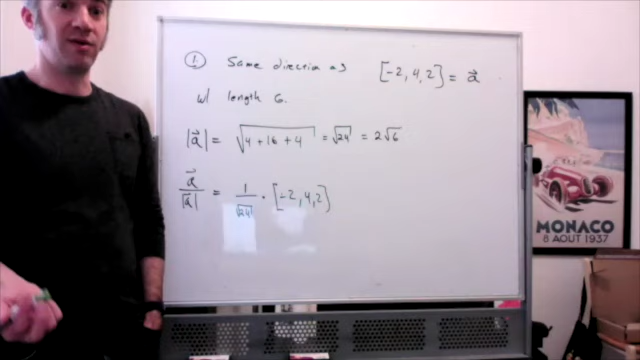 ① Same direction as [-2, 4, 2] = a⃗
w/ length 6.
|a⃗| = √(4 + 16 + 4) = √24 = 2√6
a⃗/|a⃗| = 1/√24 · [-2, 4, 2]
MONACO
8 AOUT 1937